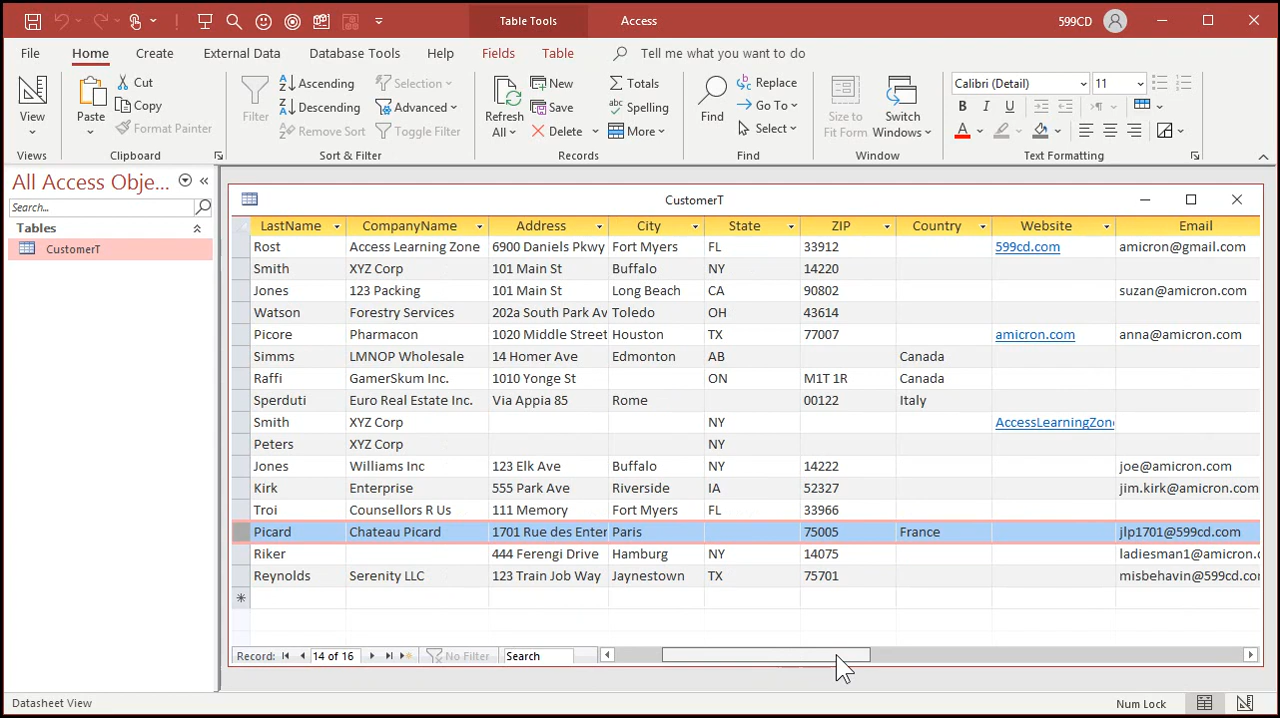 Table Tools Access 599CD
File Home Create External Data Database Tools Help Fields Table Tell me what you want to do
View
Views
Paste Cut Copy Format Painter
Clipboard
Filter Ascending Descending Remove Sort Selection Advanced Toggle Filter
Sort & Filter
Refresh All New Save Delete Totals Spelling More
Records
Find Replace Go To Select
Find
Size to Fit Form Switch Windows
Window
Calibri (Detail) 11
B I U A
Text Formatting
All Access Obje...
Search...
Tables
CustomerT
CustomerT
LastName CompanyName Address City State ZIP Country Website Email
Rost Access Learning Zone 6900 Daniels Pkwy Fort Myers FL 33912 599cd.com amicron@gmail.com
Smith XYZ Corp 101 Main St Buffalo NY 14220
Jones 123 Packing 101 Main St Long Beach CA 90802 suzan@amicron.com
Watson Forestry Services 202a South Park Av Toledo OH 43614
Picore Pharmacon 1020 Middle Street Houston TX 77007 amicron.com anna@amicron.com
Simms LMNOP Wholesale 14 Homer Ave Edmonton AB Canada
Raffi GamerSkum Inc. 1010 Yonge St ON M1T 1R Canada
Sperduti Euro Real Estate Inc. Via Appia 85 Rome 00122 Italy
Smith XYZ Corp NY AccessLearningZone
Peters XYZ Corp NY
Jones Williams Inc 123 Elk Ave Buffalo NY 14222 joe@amicron.com
Kirk Enterprise 555 Park Ave Riverside IA 52327 jim.kirk@amicron.com
Troi Counsellors R Us 111 Memory Fort Myers FL 33966
Picard Chateau Picard 1701 Rue des Enter Paris 75005 France jlp1701@599cd.com
Riker 444 Ferengi Drive Hamburg NY 14075 ladiesman1@amicron.c
Reynolds Serenity LLC 123 Train Job Way Jaynestown TX 75701 misbehavin@599cd.com
Record: 14 of 16 No Filter Search
Datasheet View Num Lock